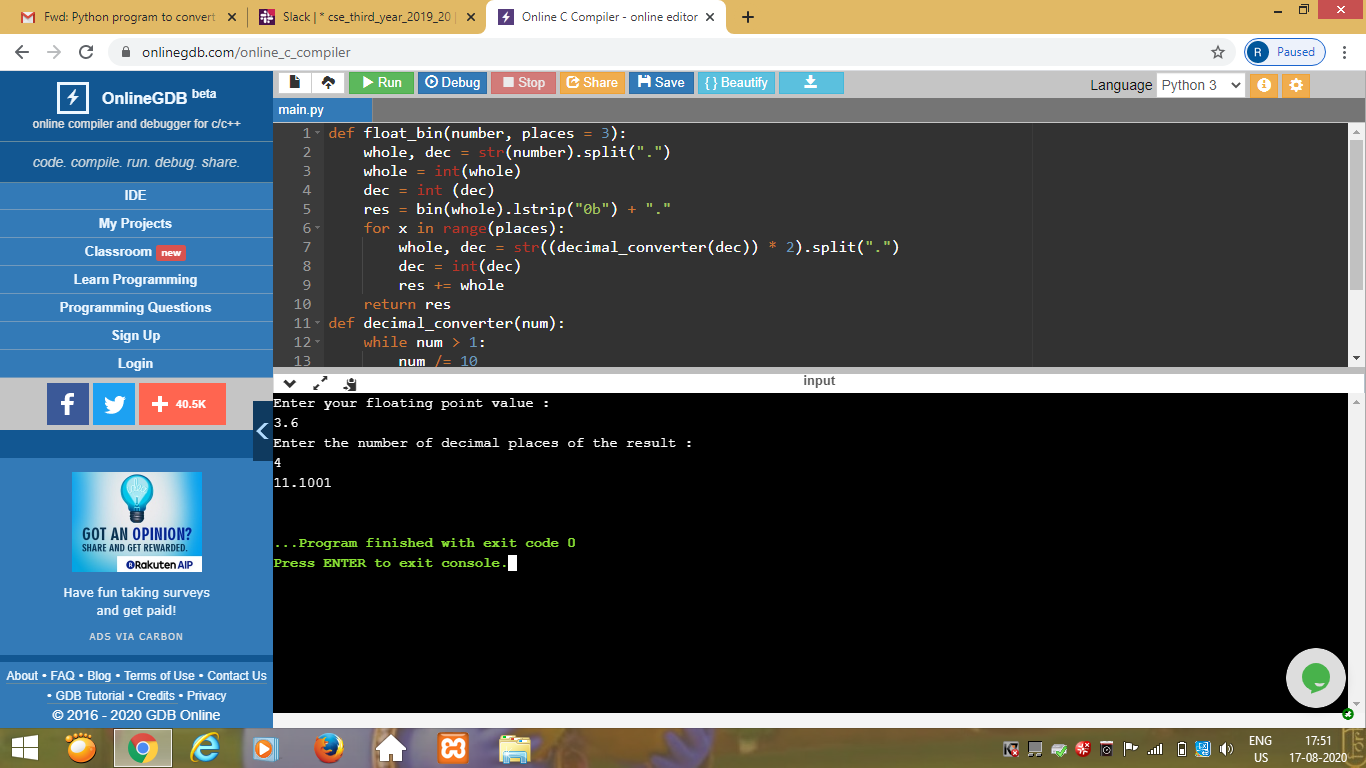 Fwd: Python program to convert
Slack | * cse_third_year_2019_20 |
Online C Compiler - online editor
onlinegdb.com/online_c_compiler
R Paused
OnlineGDB beta
online compiler and debugger for c/c++
code. compile. run. debug. share.
IDE
My Projects
Classroom new
Learn Programming
Programming Questions
Sign Up
Login
f + 40.5K
GOT AN OPINION?
SHARE AND GET REWARDED.
Rakuten AIP
Have fun taking surveys
and get paid!
ADS VIA CARBON
About • FAQ • Blog • Terms of Use • Contact Us
• GDB Tutorial • Credits • Privacy
© 2016 - 2020 GDB Online
Run Debug Stop Share Save { } Beautify
Language Python 3
main.py
1 def float_bin(number, places = 3):
2     whole, dec = str(number).split(".")
3     whole = int(whole)
4     dec = int (dec)
5     res = bin(whole).lstrip("0b") + "."
6     for x in range(places):
7         whole, dec = str((decimal_converter(dec)) * 2).split(".")
8         dec = int(dec)
9         res += whole
10     return res
11 def decimal_converter(num):
12     while num > 1:
13         num /= 10
input
Enter your floating point value :
3.6
Enter the number of decimal places of the result :
4
11.1001
...Program finished with exit code 0
Press ENTER to exit console.
ENG
US
17:51
17-08-2020